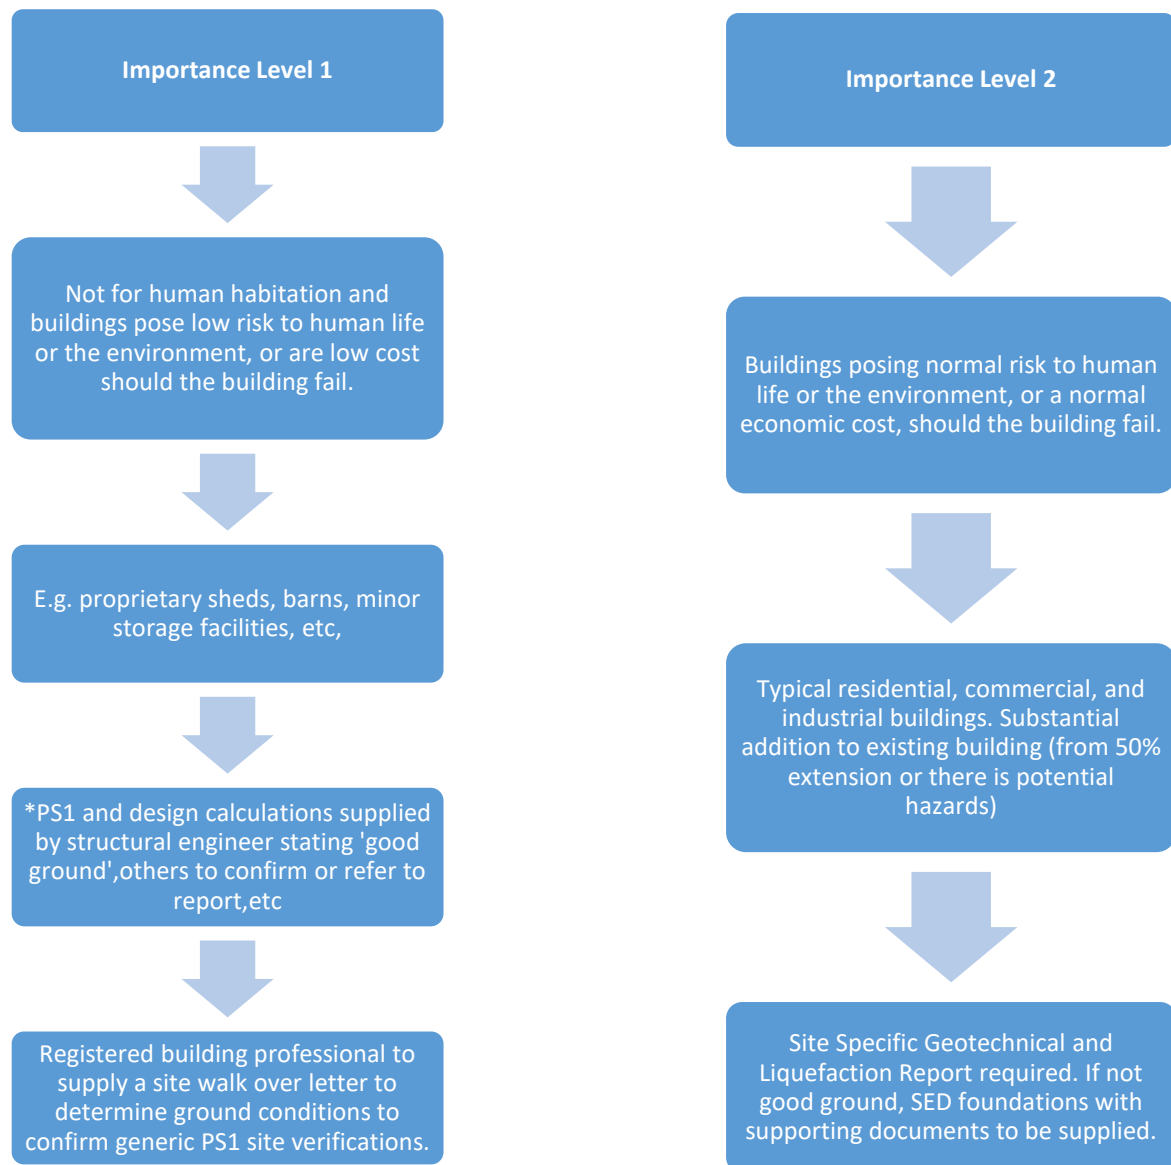 Importance Level 1
Not for human habitation and
buildings pose low risk to human life
or the environment, or are low cost
should the building fail.
E.g. proprietary sheds, barns, minor
storage facilities, etc,
*PS1 and design calculations supplied
by structural engineer stating 'good
ground',others to confirm or refer to
report,etc
Registered building professional to
supply a site walk over letter to
determine ground conditions to
confirm generic PS1 site verifications.
Importance Level 2
Buildings posing normal risk to human
life or the environment, or a normal
economic cost, should the building fail.
Typical residential, commercial, and
industrial buildings. Substantial
addition to existing building (from 50%
extension or there is potential
hazards)
Site Specific Geotechnical and
Liquefaction Report required. If not
good ground, SED foundations with
supporting documents to be supplied.